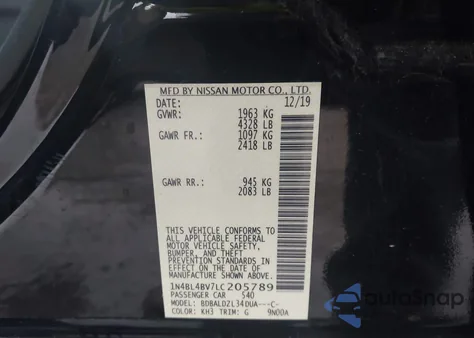 MFD BY NISSAN MOTOR CO., LTD.
DATE: 12/19
GVWR: 1963 KG
4328 LB
GAWR FR.: 1097 KG
2418 LB
GAWR RR.: 945 KG
2083 LB
THIS VEHICLE CONFORMS TO
ALL APPLICABLE FEDERAL
MOTOR VEHICLE SAFETY,
BUMPER, AND THEFT
PREVENTION STANDARDS
IN EFFECT ON THE DATE OF
MANUFACTURE SHOWN ABOVE.
1N4BL4BV7LC205789
PASSENGER CAR 540
MODEL: BDBALDZL34DUA---C-
COLOR: KH3 TRIM: G 9N00A
autosnap